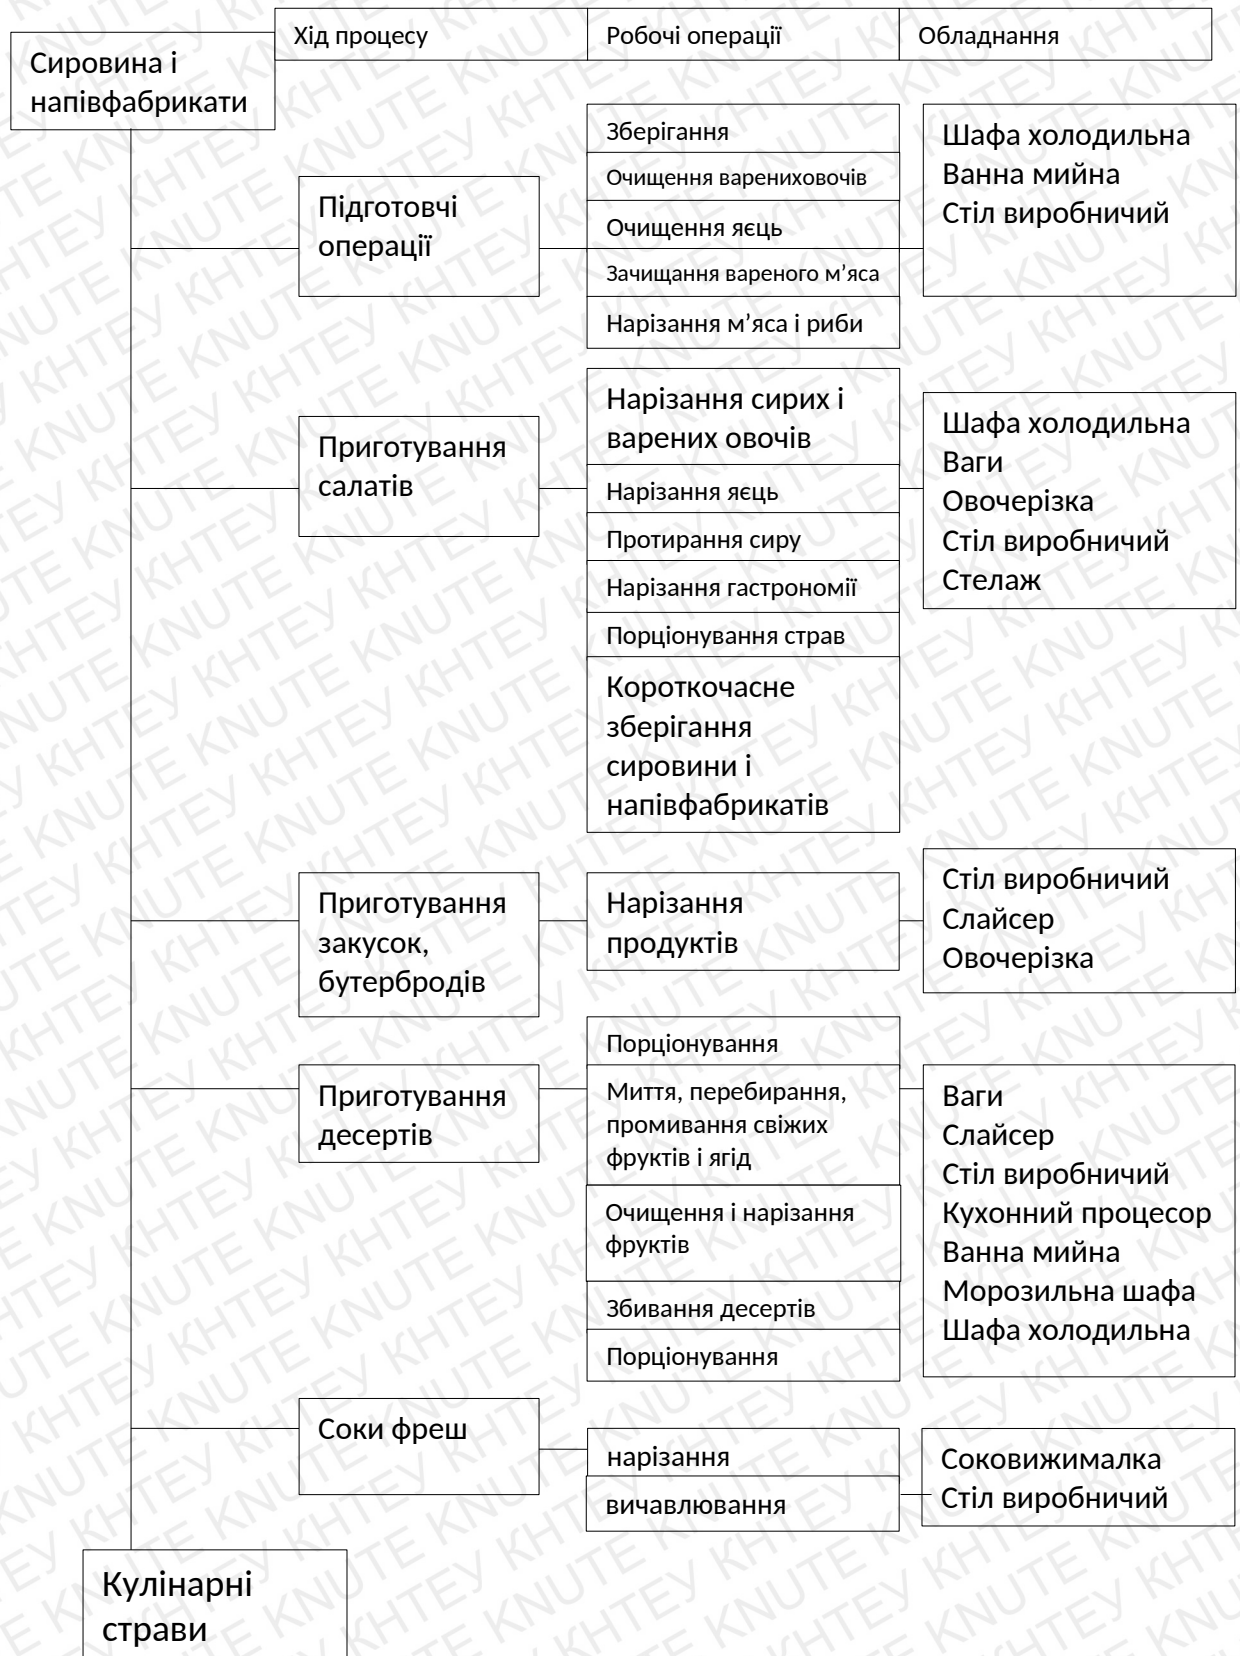 Хід процесу
Робочі операції
Обладнання
Сировина і
напівфабрикати
Підготовчі
операції
Зберігання
Очищення варениховочів
Очищення яєць
Зачищання вареного м’яса
Нарізання м’яса і риби
Шафа холодильна
Ванна мийна
Стіл виробничий
Приготування
салатів
Нарізання сирих і
варених овочів
Нарізання яєць
Протирання сиру
Нарізання гастрономії
Порціонування страв
Короткочасне
зберігання
сировини і
напівфабрикатів
Шафа холодильна
Ваги
Овочерізка
Стіл виробничий
Стелаж
Приготування
закусок,
бутербродів
Нарізання
продуктів
Стіл виробничий
Слайсер
Овочерізка
Приготування
десертів
Порціонування
Миття, перебирання,
промивання свіжих
фруктів і ягід
Очищення і нарізання
фруктів
Збивання десертів
Порціонування
Ваги
Слайсер
Стіл виробничий
Кухонний процесор
Ванна мийна
Морозильна шафа
Шафа холодильна
Соки фреш
нарізання
вичавлювання
Соковижималка
Стіл виробничий
Кулінарні
страви